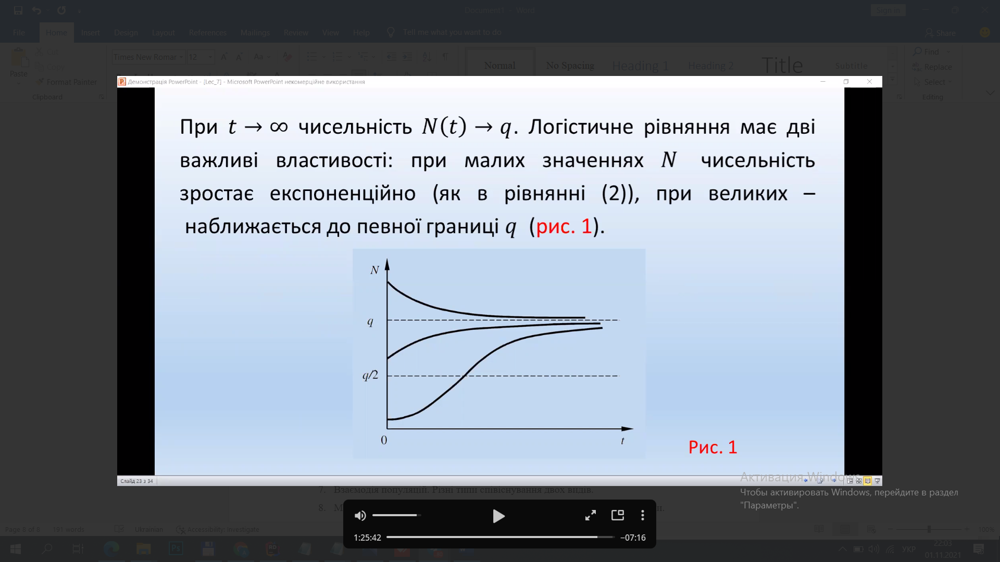 Document1 - Word
Sign in
File Home Insert Design Layout References Mailings Review View Help Tell me what you want to do Share
Cut
Copy
Paste
Format Painter
Clipboard
Times New Roman 12
Aa
Normal No Spacing Heading 1 Heading 2 Title Subtitle
Find
Replace
Select
Editing
Демонстрація PowerPoint - [Lec_7] - Microsoft PowerPoint некомерційне використання
При t → ∞ чисельність N(t) → q. Логістичне рівняння має дві
важливі властивості: при малих значеннях N чисельність
зростає експоненційно (як в рівнянні (2)), при великих –
наближається до певної границі q (рис. 1).
N
q
q/2
0
t
Рис. 1
Слайд 23 з 34
Активация Windows
Чтобы активировать Windows, перейдите в раздел
"Параметры".
7. Взаємодія популяцій. Різні типи співіснування двох видів.
8.
1:25:42
−07:16
Page 8 of 8 191 words Ukrainian Accessibility: Investigate
100%
УКР
22:03
01.11.2021